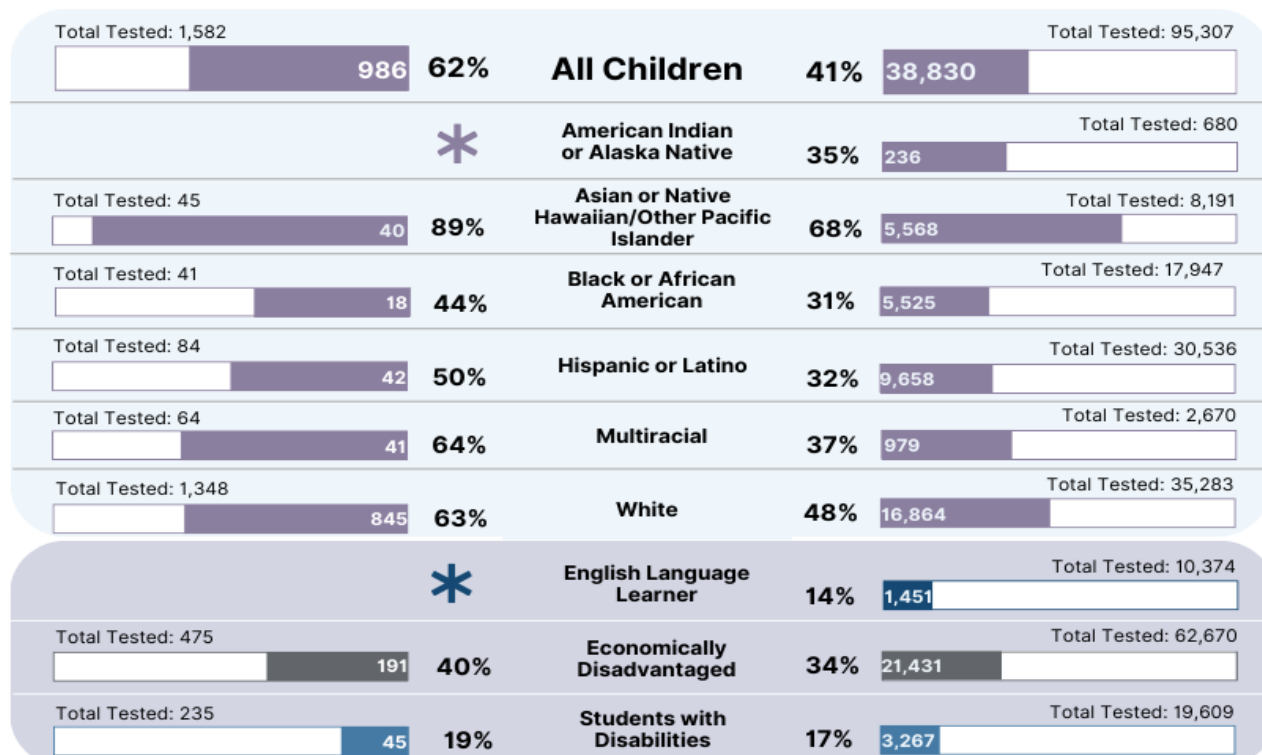 Total Tested: 1,582
Total Tested: 95,307
986 62% All Children 41% 38,830
American Indian
or Alaska Native
Total Tested: 680
* 35% 236
Total Tested: 45
Asian or Native
Hawaiian/Other Pacific
Islander
Total Tested: 8,191
40 89% 68% 5,568
Total Tested: 41
Black or African
American
Total Tested: 17,947
18 44% 31% 5,525
Total Tested: 84
Total Tested: 30,536
42 50% Hispanic or Latino 32% 9,658
Total Tested: 64
Total Tested: 2,670
41 64% Multiracial 37% 979
Total Tested: 1,348
Total Tested: 35,283
845 63% White 48% 16,864
English Language
Learner
Total Tested: 10,374
* 14% 1,451
Total Tested: 475
Economically
Disadvantaged
Total Tested: 62,670
191 40% 34% 21,431
Total Tested: 235
Students with
Disabilities
Total Tested: 19,609
45 19% 17% 3,267